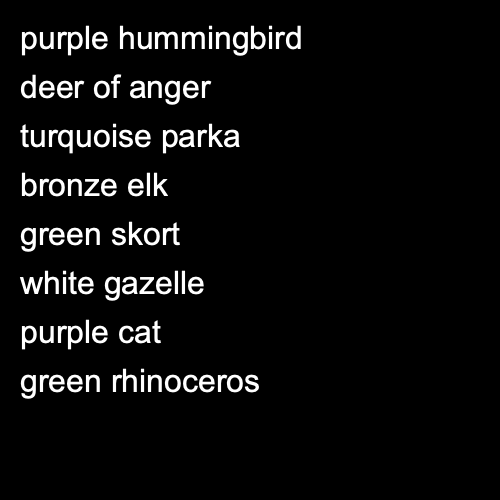 purple hummingbird
deer of anger
turquoise parka
bronze elk
green skort
white gazelle
purple cat
green rhinoceros